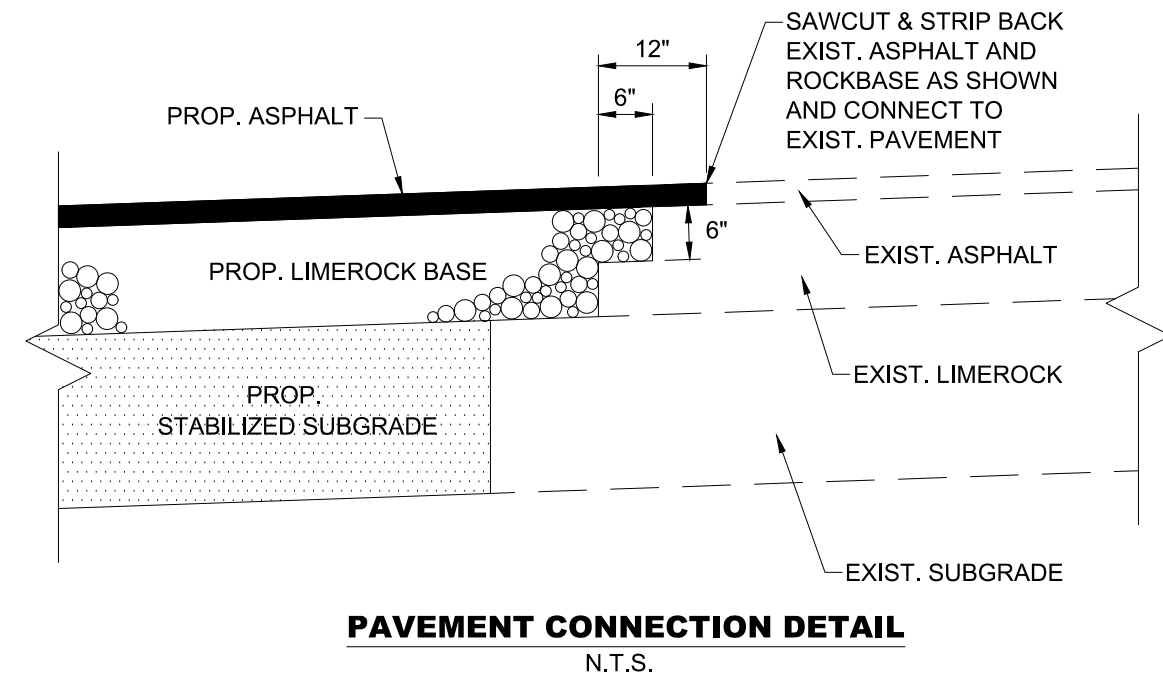 SAWCUT & STRIP BACK
EXIST. ASPHALT AND
ROCKBASE AS SHOWN
AND CONNECT TO
EXIST. PAVEMENT
12"
6"
PROP. ASPHALT
6"
EXIST. ASPHALT
PROP. LIMEROCK BASE
EXIST. LIMEROCK
PROP.
STABILIZED SUBGRADE
EXIST. SUBGRADE
PAVEMENT CONNECTION DETAIL
N.T.S.